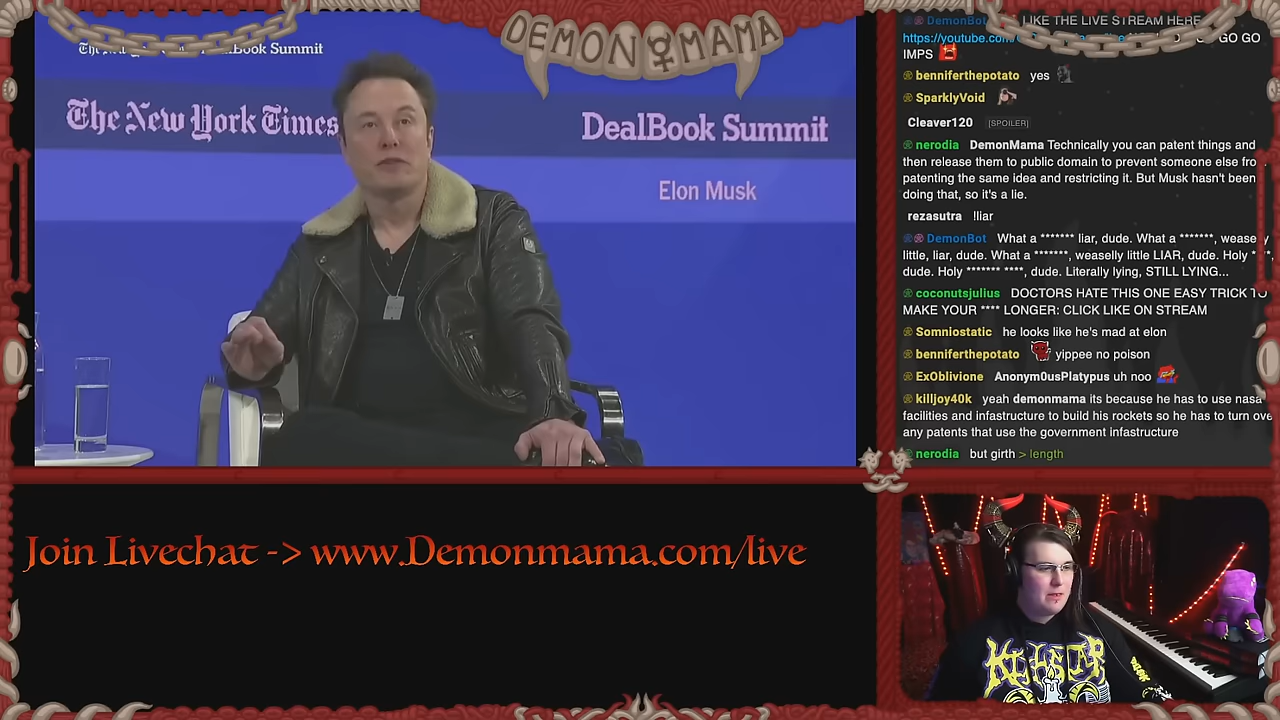 DealBook Summit
DEMON MAMA
The New York Times
DealBook Summit
Elon Musk
DemonBot LIKE THE LIVE STREAM HERE
https://youtube.com/ GO GO
IMPS
benniferthepotato yes
SparklyVoid
Cleaver120 [SPOILER]
nerodia DemonMama Technically you can patent things and
then release them to public domain to prevent someone else fro
patenting the same idea and restricting it. But Musk hasn't been
doing that, so it's a lie.
rezasutra !liar
DemonBot What a ******* liar, dude. What a *******, weasely
little, liar, dude. What a *******, weaselly little LIAR, dude. Holy
dude. Holy ******* ****, dude. Literally lying, STILL LYING...
coconutsjulius DOCTORS HATE THIS ONE EASY TRICK TO
MAKE YOUR **** LONGER: CLICK LIKE ON STREAM
Somniostatic he looks like he's mad at elon
benniferthepotato yippee no poison
ExOblivione Anonym0usPlatypus uh noo
killjoy40k yeah demonmama its because he has to use nasa
facilities and infastructure to build his rockets so he has to turn ove
any patents that use the government infastructure
nerodia but girth > length
Join Livechat -> www.Demonmama.com/live